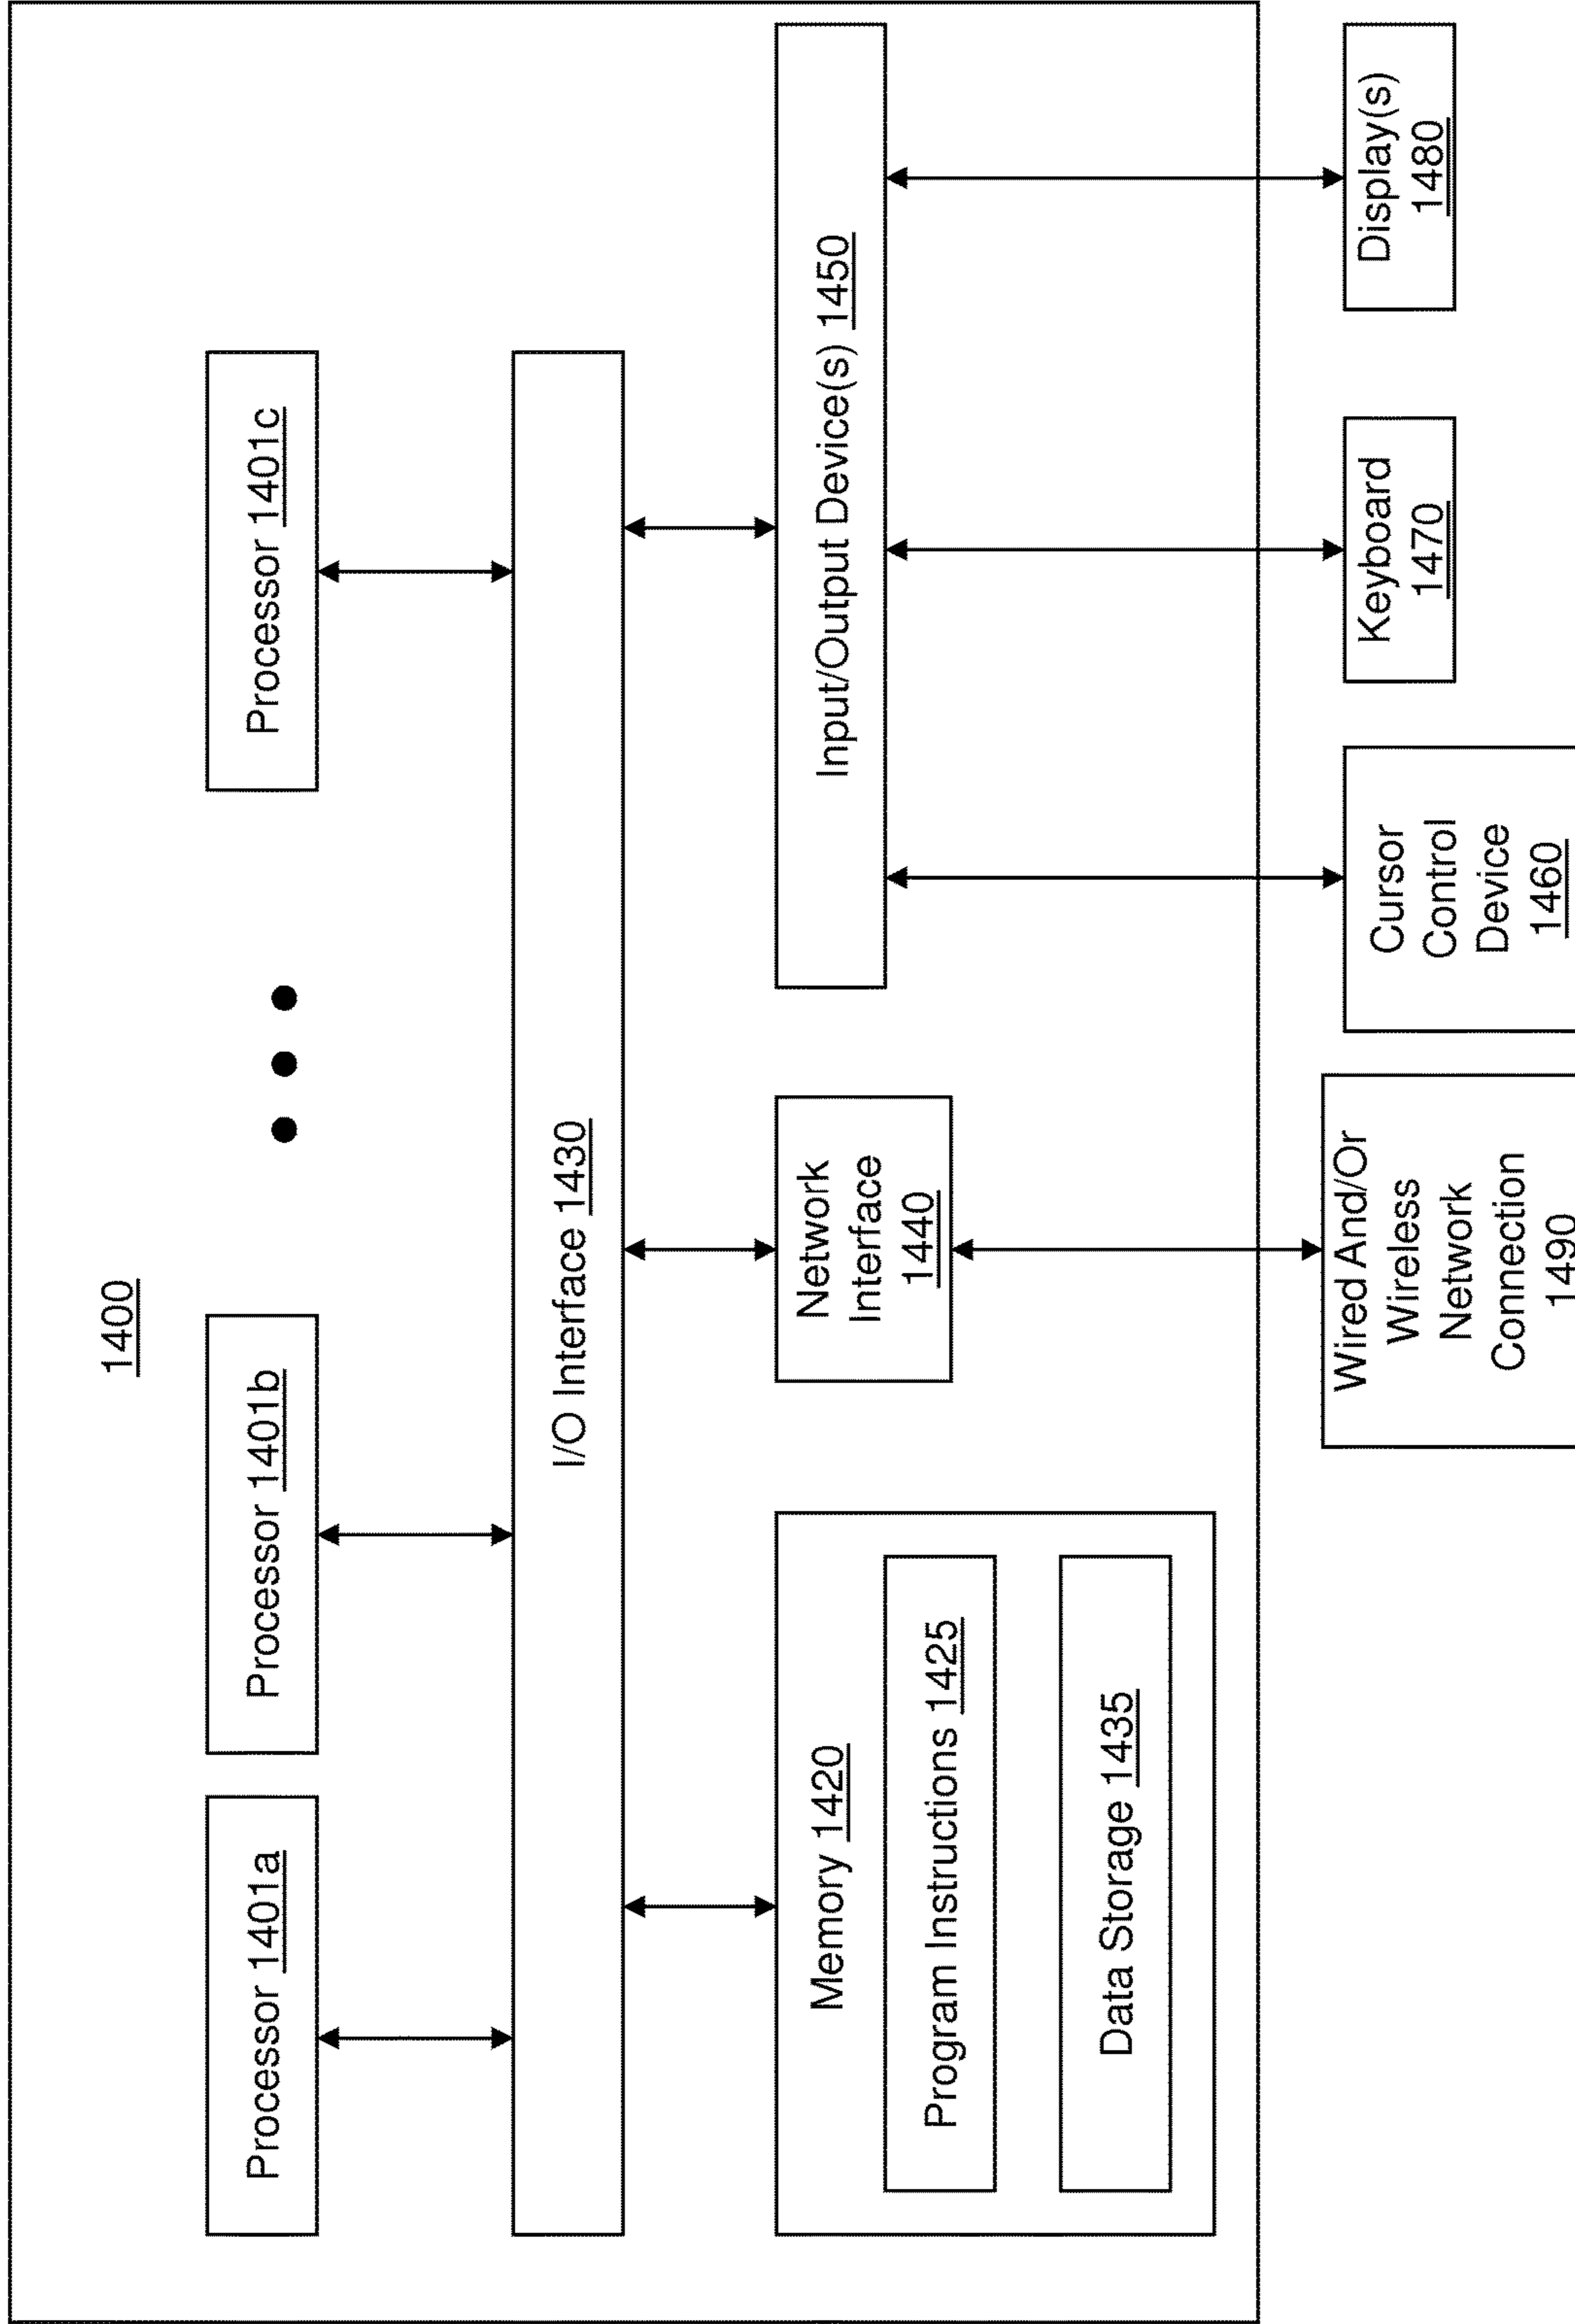 1400
Processor 1401a
Processor 1401b
Processor 1401c
I/O Interface 1430
Memory 1420
Program Instructions 1425
Data Storage 1435
Network
Interface
1440
Input/Output Device(s) 1450
Wired And/Or
Wireless
Network
Connection
1490
Cursor
Control
Device
1460
Keyboard
1470
Display(s)
1480